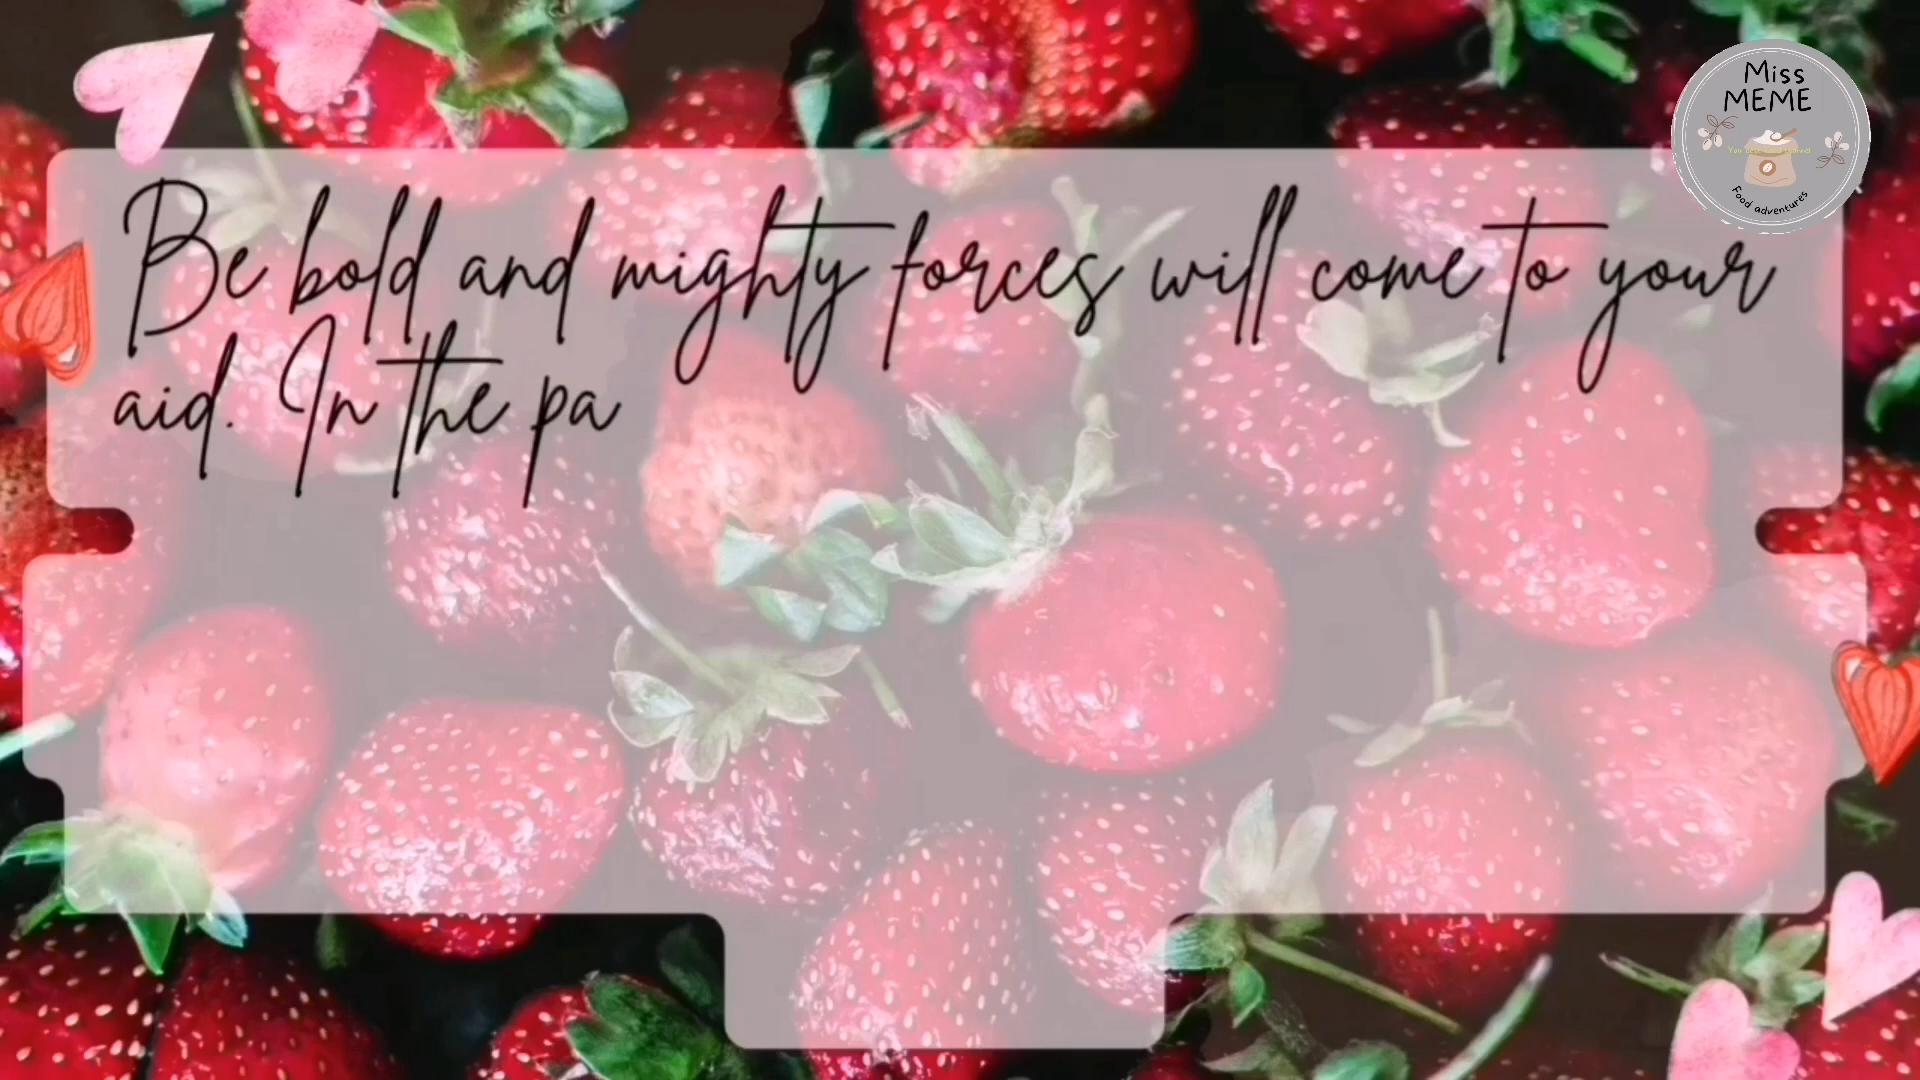 Miss
MEME
Food adventures
Be bold and mighty forces will come to your
aid. In the pa